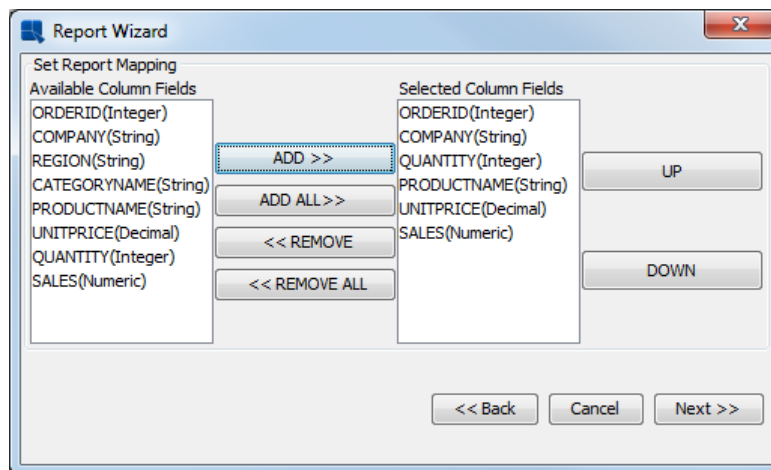 Report Wizard
Set Report Mapping
Available Column Fields
ORDERID(Integer)
COMPANY(String)
REGION(String)
CATEGORYNAME(String)
PRODUCTNAME(String)
UNITPRICE(Decimal)
QUANTITY(Integer)
SALES(Numeric)
ADD >>
ADD ALL>>
<< REMOVE
<< REMOVE ALL
Selected Column Fields
ORDERID(Integer)
COMPANY(String)
QUANTITY(Integer)
PRODUCTNAME(String)
UNITPRICE(Decimal)
SALES(Numeric)
UP
DOWN
<< Back
Cancel
Next >>